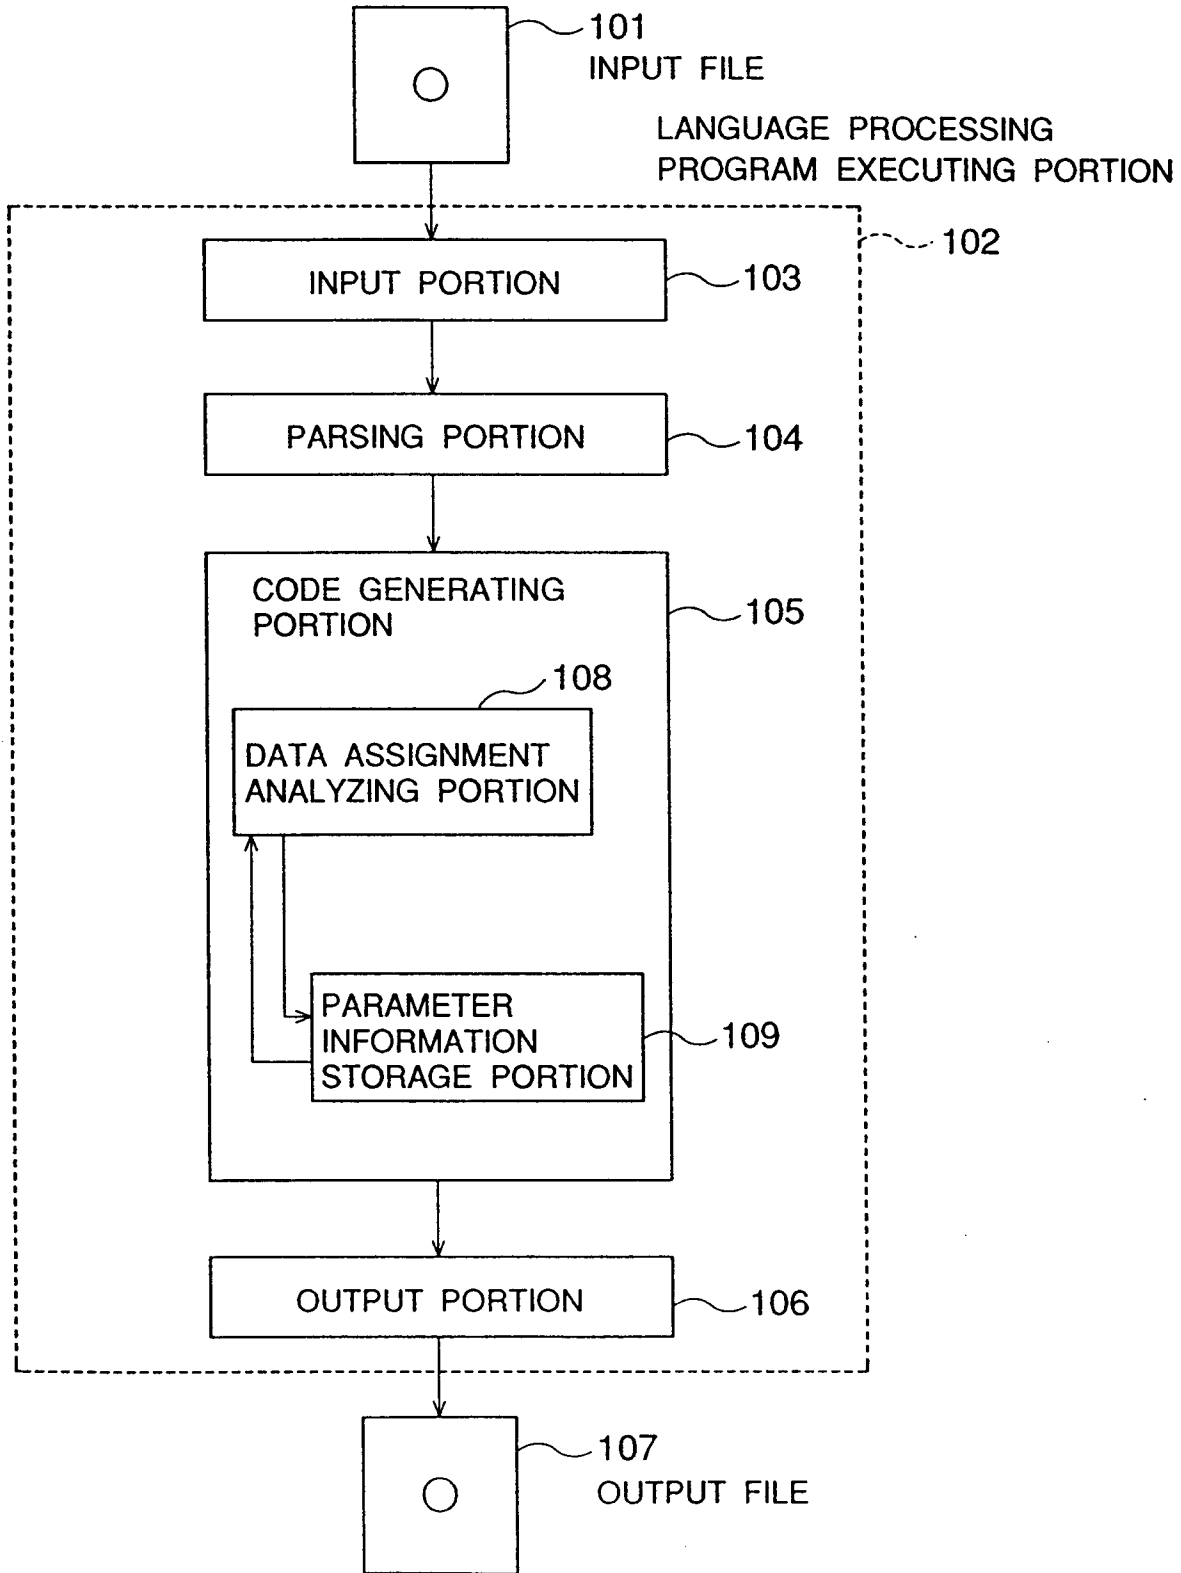 101
INPUT FILE
LANGUAGE PROCESSING
PROGRAM EXECUTING PORTION
102
INPUT PORTION
103
PARSING PORTION
104
CODE GENERATING
PORTION
105
108
DATA ASSIGNMENT
ANALYZING PORTION
PARAMETER
INFORMATION
STORAGE PORTION
109
OUTPUT PORTION
106
107
OUTPUT FILE